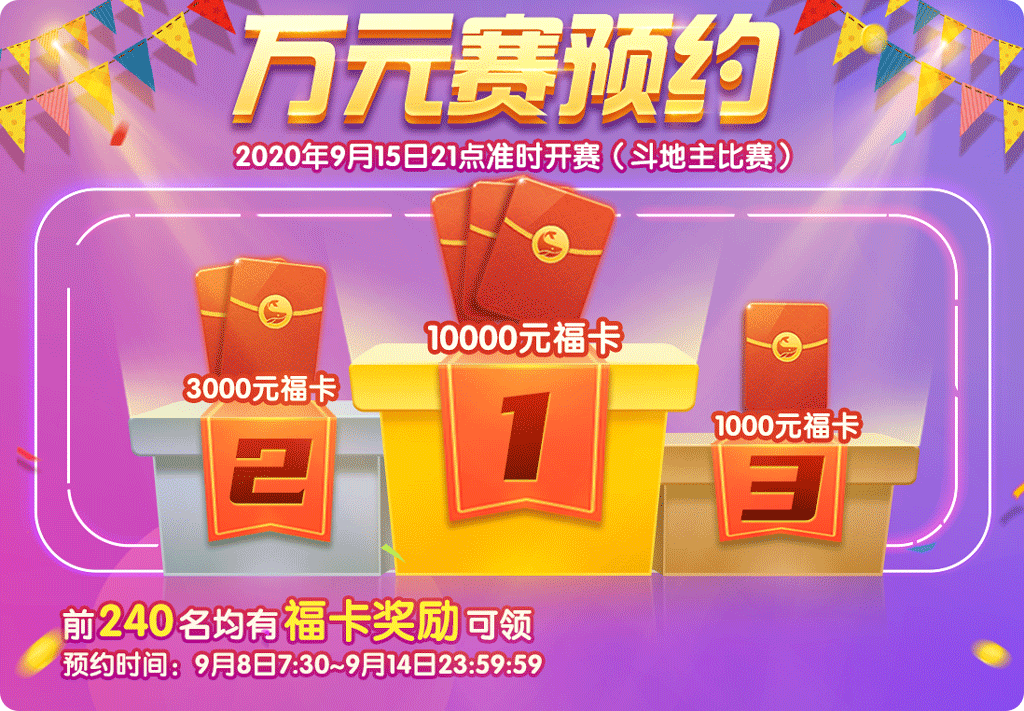 万元赛预约
2020年9月15日21点准时开赛（斗地主比赛）
10000元福卡
3000元福卡
1000元福卡
1
2
3
前240名均有福卡奖励可领
预约时间：9月8日7:30~9月14日23:59:59